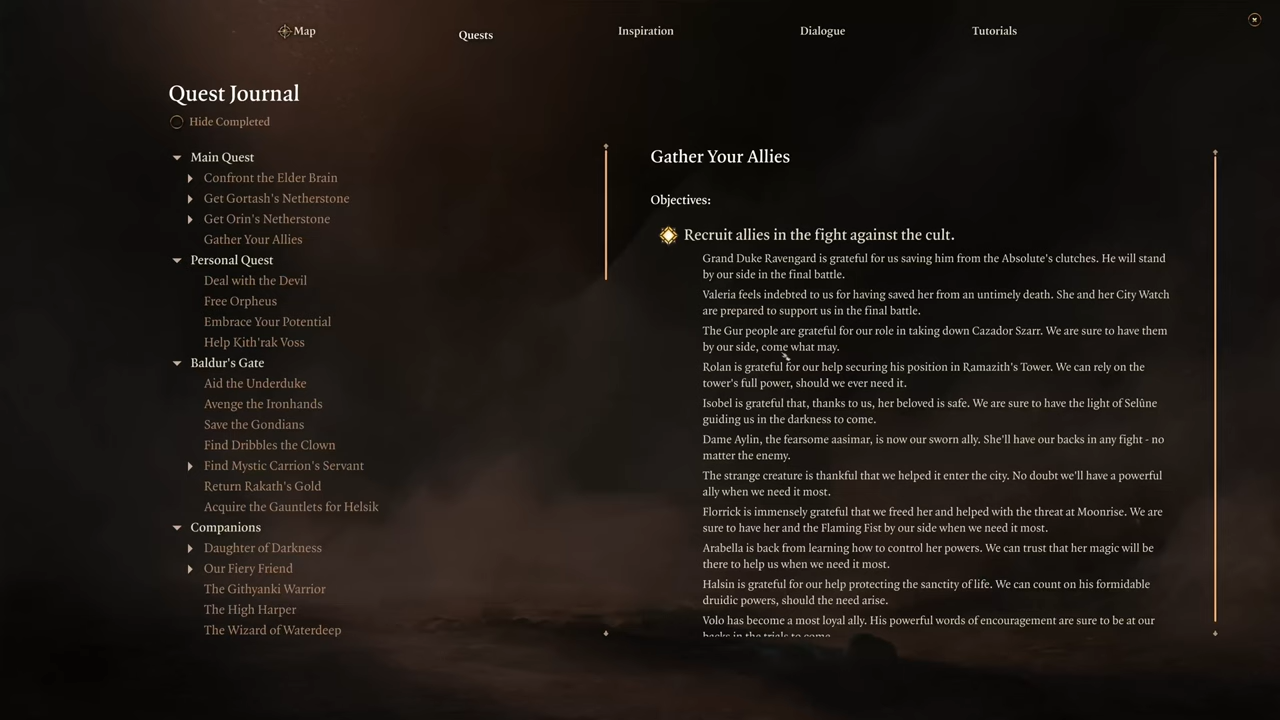 Map
Quests
Inspiration
Dialogue
Tutorials
Quest Journal
Hide Completed
Main Quest
Confront the Elder Brain
Get Gortash's Netherstone
Get Orin's Netherstone
Gather Your Allies
Personal Quest
Deal with the Devil
Free Orpheus
Embrace Your Potential
Help Kith'rak Voss
Baldur's Gate
Aid the Underduke
Avenge the Ironhands
Save the Gondians
Find Dribbles the Clown
Find Mystic Carrion's Servant
Return Rakath's Gold
Acquire the Gauntlets for Helsik
Companions
Daughter of Darkness
Our Fiery Friend
The Githyanki Warrior
The High Harper
The Wizard of Waterdeep
Gather Your Allies
Objectives:
Recruit allies in the fight against the cult.
Grand Duke Ravengard is grateful for us saving him from the Absolute's clutches. He will stand
by our side in the final battle.
Valeria feels indebted to us for having saved her from an untimely death. She and her City Watch
are prepared to support us in the final battle.
The Gur people are grateful for our role in taking down Cazador Szarr. We are sure to have them
by our side, come what may.
Rolan is grateful for our help securing his position in Ramazith's Tower. We can rely on the
tower's full power, should we ever need it.
Isobel is grateful that, thanks to us, her beloved is safe. We are sure to have the light of Selûne
guiding us in the darkness to come.
Dame Aylin, the fearsome aasimar, is now our sworn ally. She'll have our backs in any fight - no
matter the enemy.
The strange creature is thankful that we helped it enter the city. No doubt we'll have a powerful
ally when we need it most.
Florrick is immensely grateful that we freed her and helped with the threat at Moonrise. We are
sure to have her and the Flaming Fist by our side when we need it most.
Arabella is back from learning how to control her powers. We can trust that her magic will be
there to help us when we need it most.
Halsin is grateful for our help protecting the sanctity of life. We can count on his formidable
druidic powers, should the need arise.
Volo has become a most loyal ally. His powerful words of encouragement are sure to be at our
backs in the trials to come.